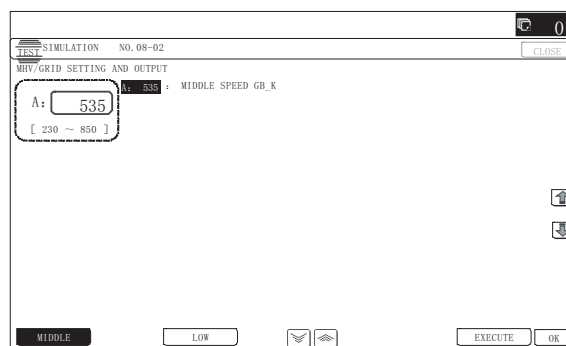 0
TEST SIMULATION NO. 08-02
CLOSE
MHV/GRID SETTING AND OUTPUT
A: 535 : MIDDLE SPEED GB_K
A: 535
[ 230 ~ 850 ]
MIDDLE LOW EXECUTE OK